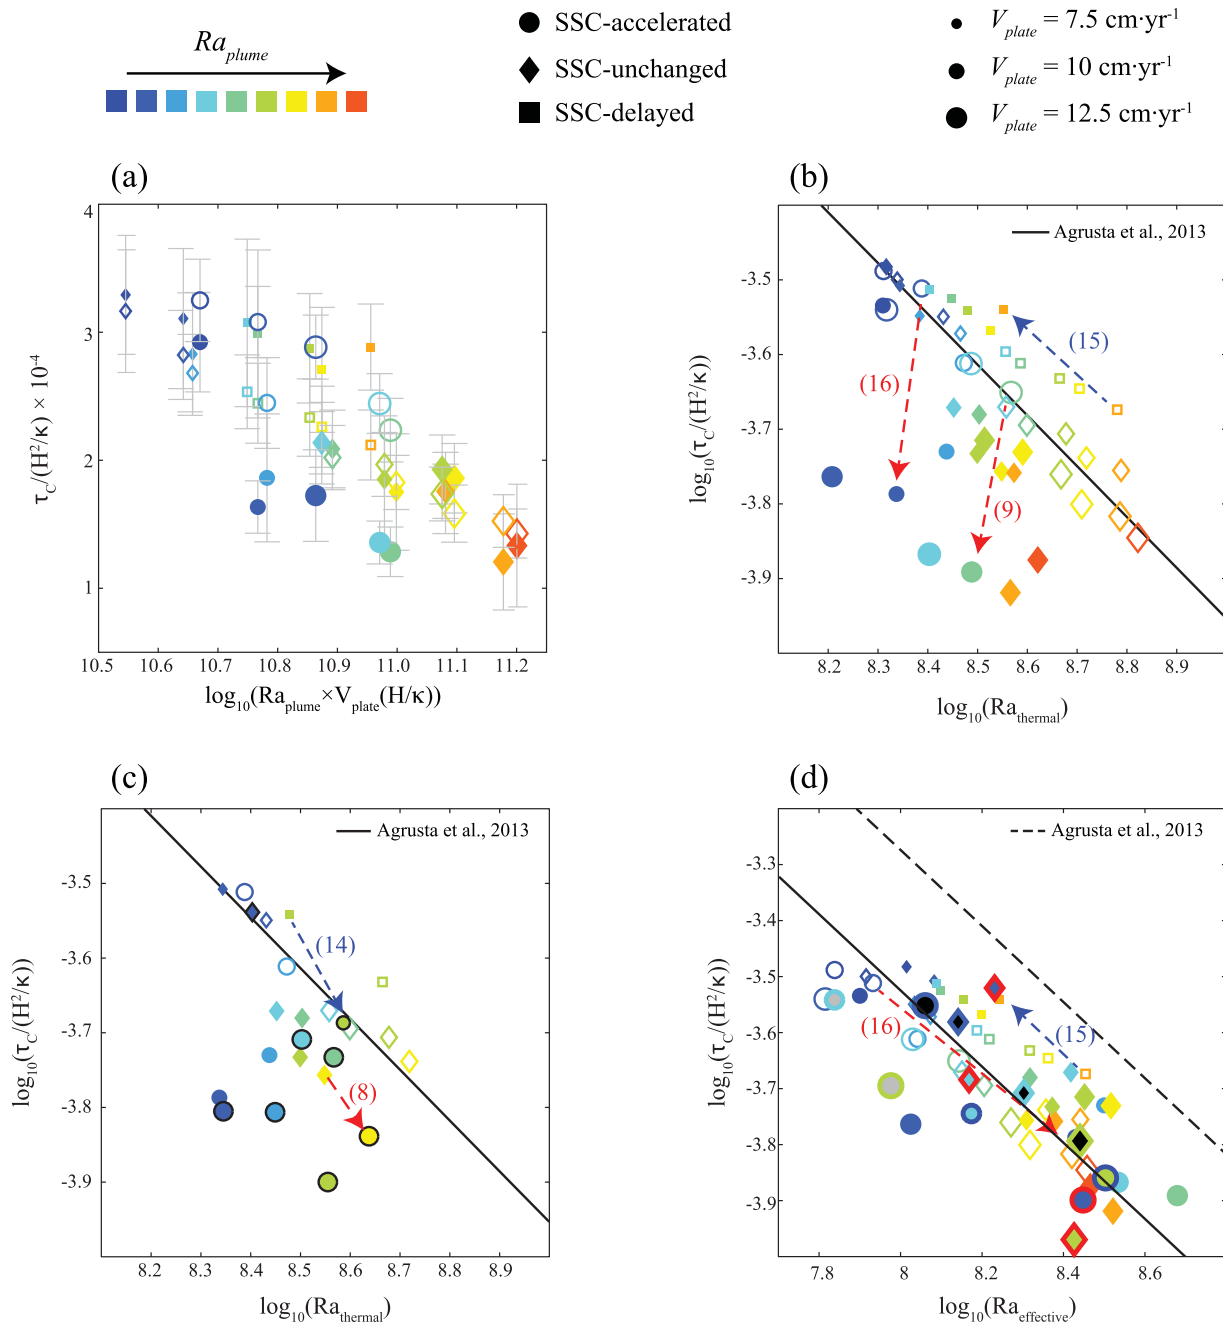 Ra_plume
SSC-accelerated
SSC-unchanged
SSC-delayed
V_plate = 7.5 cm·yr⁻¹
V_plate = 10 cm·yr⁻¹
V_plate = 12.5 cm·yr⁻¹
(a)
4
3
2
1
τ_C/(H²/κ) × 10⁻⁴
10.5 10.6 10.7 10.8 10.9 11.0 11.1 11.2
log₁₀(Ra_plume×V_plate(H/κ))
(b)
Agrusta et al., 2013
-3.5
-3.6
-3.7
-3.8
-3.9
log₁₀(τ_C/(H²/κ))
(15)
(16)
(9)
8.2 8.3 8.4 8.5 8.6 8.7 8.8 8.9
log₁₀(Ra_thermal)
(c)
Agrusta et al., 2013
-3.5
-3.6
-3.7
-3.8
-3.9
log₁₀(τ_C/(H²/κ))
(14)
(8)
8.2 8.3 8.4 8.5 8.6 8.7 8.8 8.9
log₁₀(Ra_thermal)
(d)
Agrusta et al., 2013
-3.3
-3.4
-3.5
-3.6
-3.7
-3.8
-3.9
log₁₀(τ_C/(H²/κ))
(16)
(15)
7.8 8 8.2 8.4 8.6
log₁₀(Ra_effective)